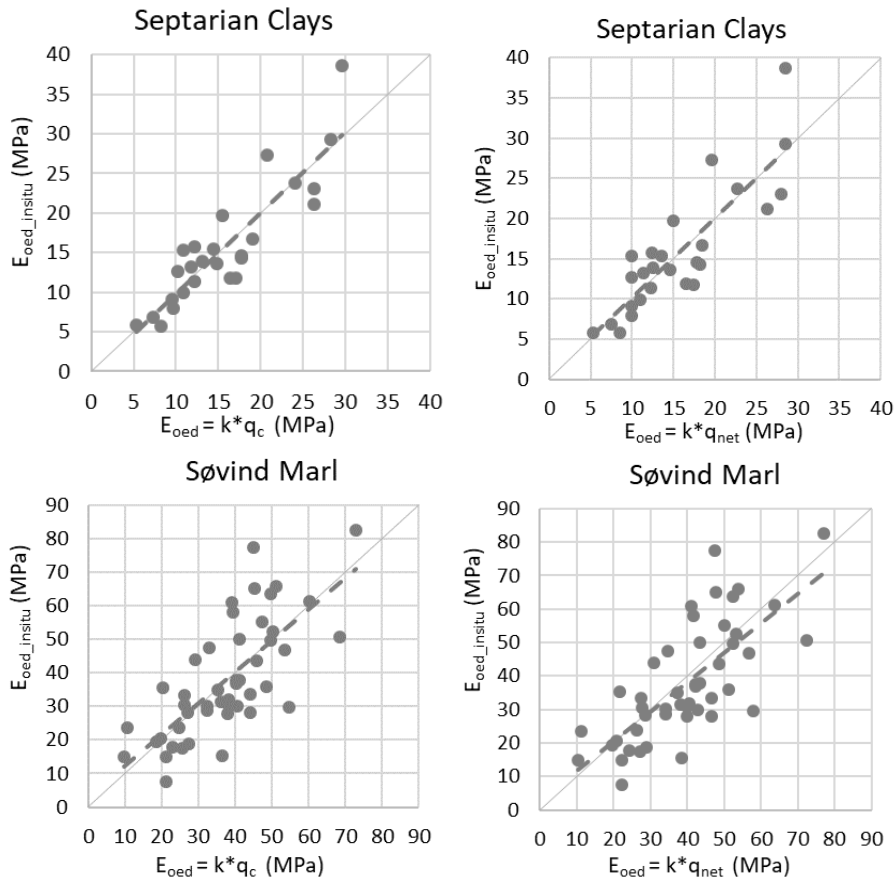 Septarian Clays
40
35
30
25
20
15
10
5
0
E_oed_insitu (MPa)
0 5 10 15 20 25 30 35 40
E_oed = k*q_c (MPa)
Septarian Clays
40
35
30
25
20
15
10
5
0
E_oed_insitu (MPa)
0 5 10 15 20 25 30 35 40
E_oed = k*q_net (MPa)
Søvind Marl
90
80
70
60
50
40
30
20
10
0
E_oed_insitu (MPa)
0 10 20 30 40 50 60 70 80 90
E_oed = k*q_c (MPa)
Søvind Marl
90
80
70
60
50
40
30
20
10
0
E_oed_insitu (MPa)
0 10 20 30 40 50 60 70 80 90
E_oed = k*q_net (MPa)